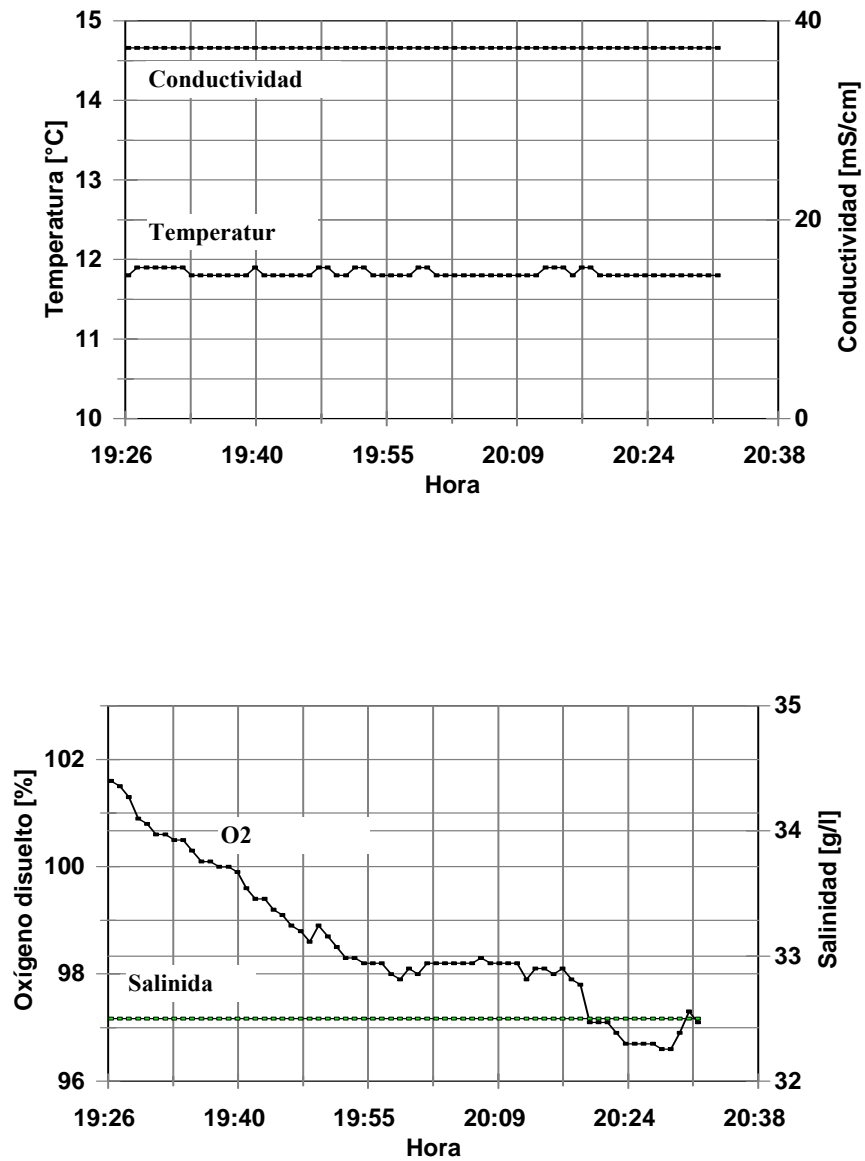 15
14
13
12
11
10
Temperatura [°C]
Conductividad
Temperatur
40
20
0
Conductividad [mS/cm]
19:26 19:40 19:55 20:09 20:24 20:38
Hora
102
100
98
96
Oxígeno disuelto [%]
O2
Salinida
35
34
33
32
Salinidad [g/l]
19:26 19:40 19:55 20:09 20:24 20:38
Hora